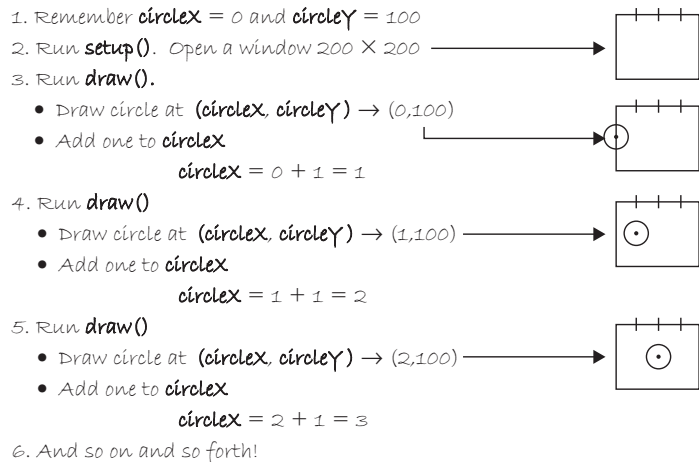 1. Remember circleX = 0 and circleY = 100
2. Run setup(). Open a window 200 × 200
3. Run draw().
• Draw circle at (circleX, circleY) → (0,100)
• Add one to circleX
circleX = 0 + 1 = 1
4. Run draw()
• Draw circle at (circleX, circleY) → (1,100)
• Add one to circleX
circleX = 1 + 1 = 2
5. Run draw()
• Draw circle at (circleX, circleY) → (2,100)
• Add one to circleX
circleX = 2 + 1 = 3
6. And so on and so forth!